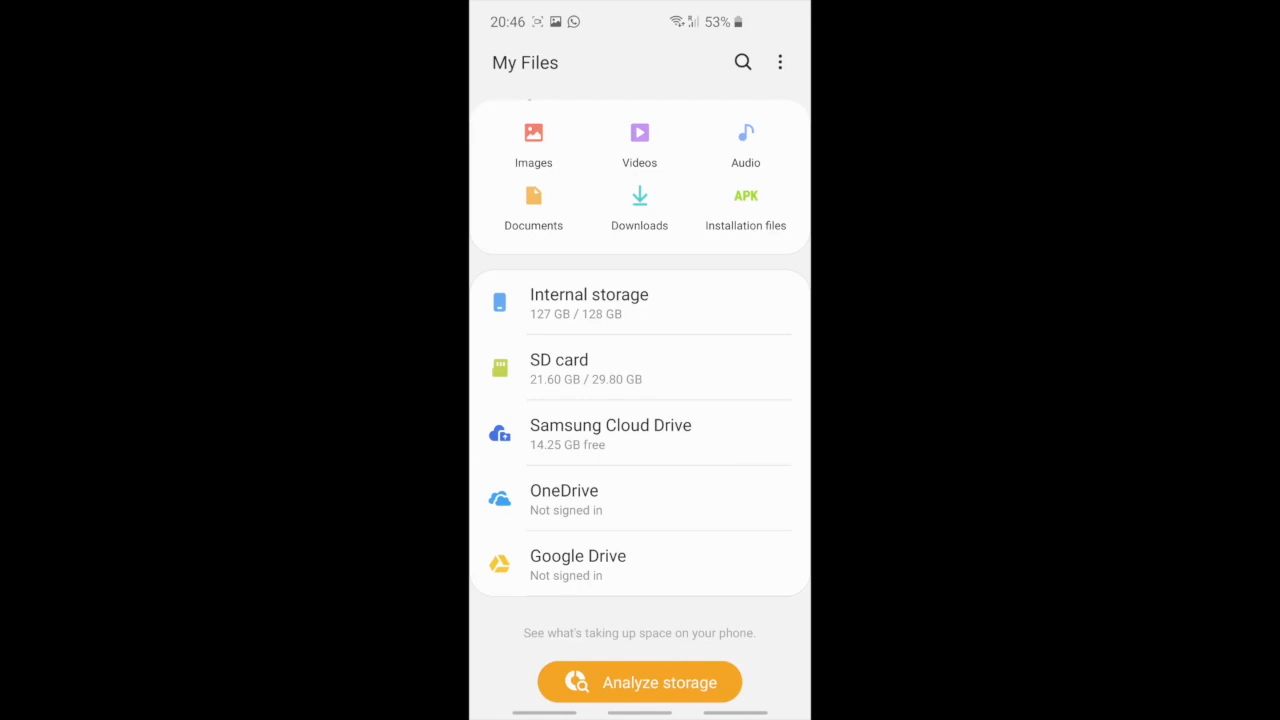 20:46 53%
My Files
Images Videos Audio
APK
Documents Downloads Installation files
Internal storage
127 GB / 128 GB
SD card
21.60 GB / 29.80 GB
Samsung Cloud Drive
14.25 GB free
OneDrive
Not signed in
Google Drive
Not signed in
See what's taking up space on your phone.
Analyze storage